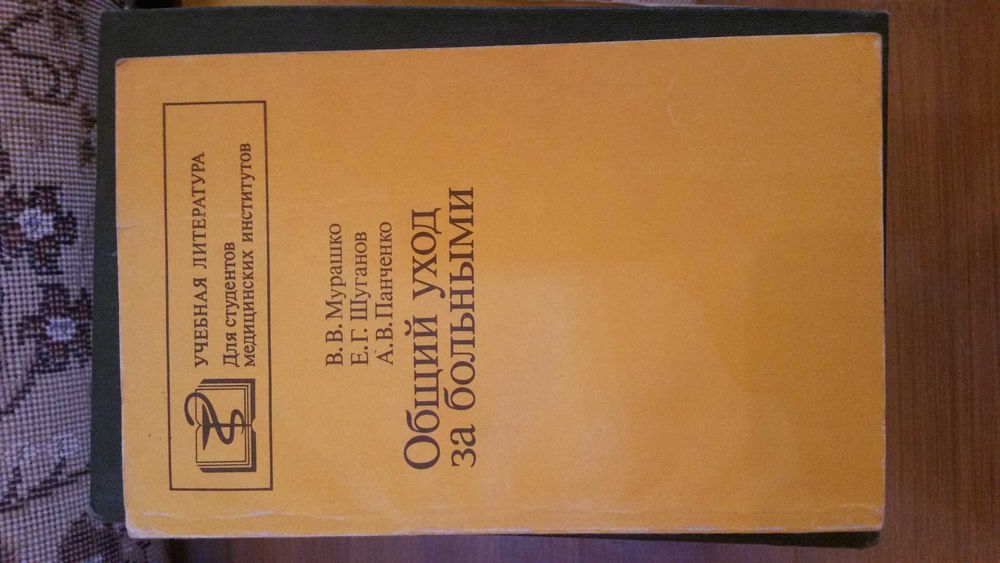 УЧЕБНАЯ ЛИТЕРАТУРА
Для студентов
медицинских институтов
В. В. Мурашко
Е. Г. Шуганов
А. В. Панченко
Общий уход
за больными